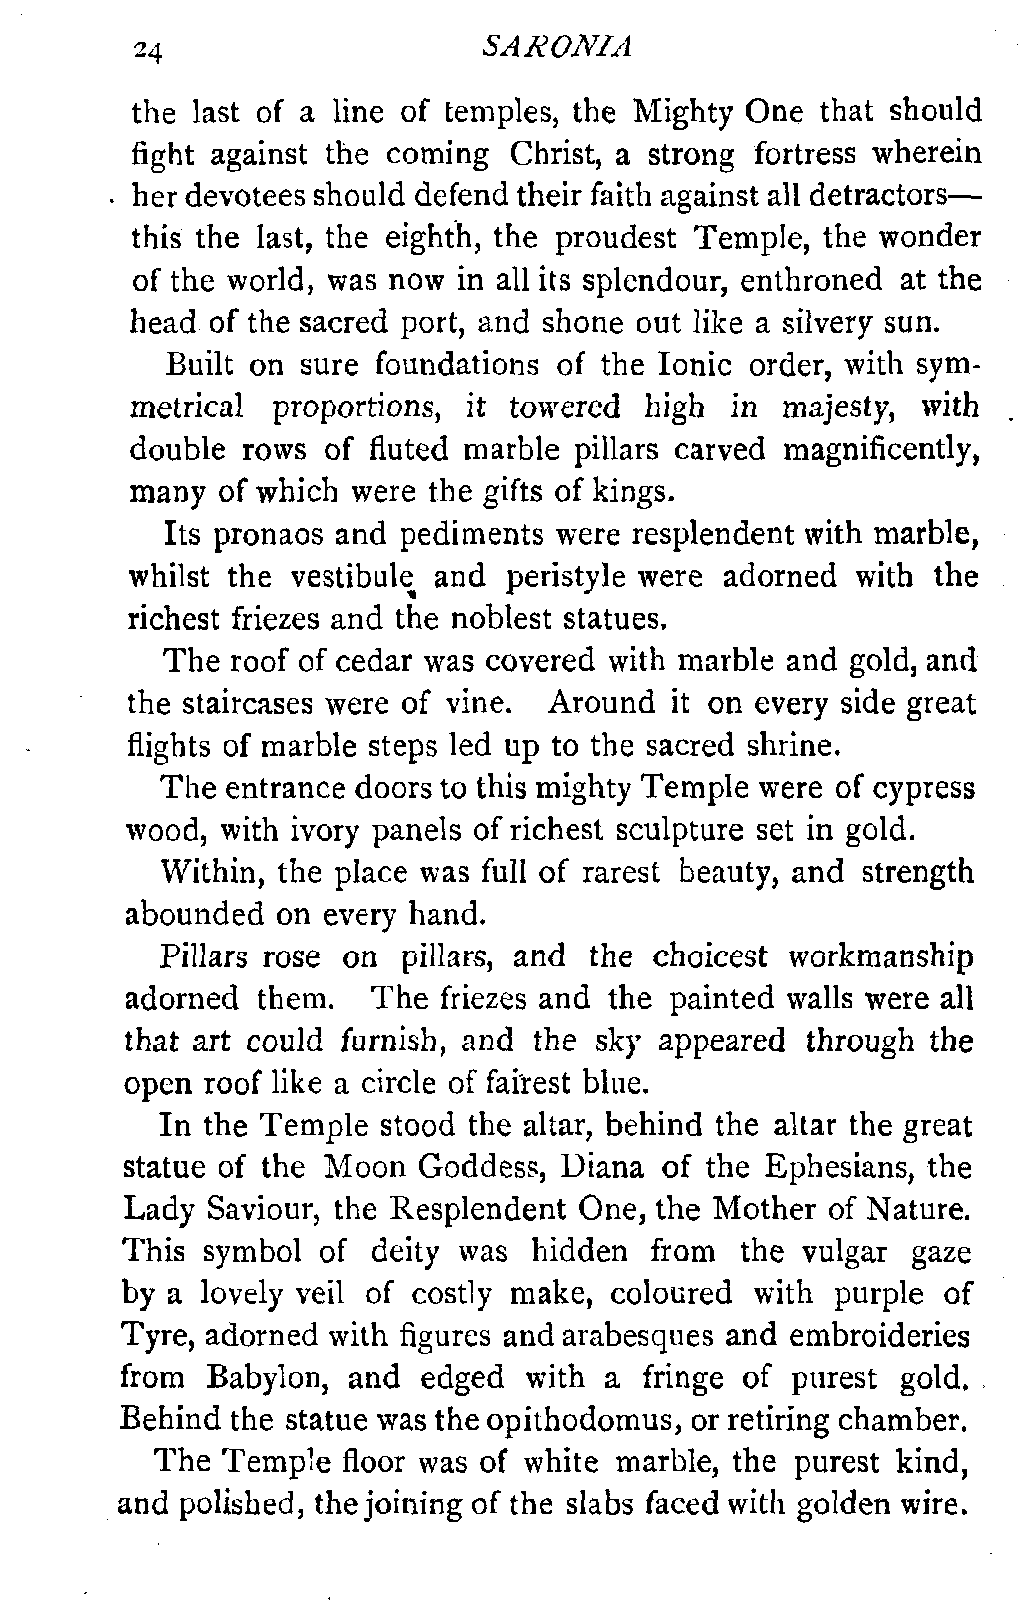 24 SARONIA
the last of a line of temples, the Mighty One that should
fight against the coming Christ, a strong fortress wherein
her devotees should defend their faith against all detractors—
this the last, the eighth, the proudest Temple, the wonder
of the world, was now in all its splendour, enthroned at the
head of the sacred port, and shone out like a silvery sun.
Built on sure foundations of the Ionic order, with sym-
metrical proportions, it towered high in majesty, with
double rows of fluted marble pillars carved magnificently,
many of which were the gifts of kings.
Its pronaos and pediments were resplendent with marble,
whilst the vestibule and peristyle were adorned with the
richest friezes and the noblest statues.
The roof of cedar was covered with marble and gold, and
the staircases were of vine. Around it on every side great
flights of marble steps led up to the sacred shrine.
The entrance doors to this mighty Temple were of cypress
wood, with ivory panels of richest sculpture set in gold.
Within, the place was full of rarest beauty, and strength
abounded on every hand.
Pillars rose on pillars, and the choicest workmanship
adorned them. The friezes and the painted walls were all
that art could furnish, and the sky appeared through the
open roof like a circle of fairest blue.
In the Temple stood the altar, behind the altar the great
statue of the Moon Goddess, Diana of the Ephesians, the
Lady Saviour, the Resplendent One, the Mother of Nature.
This symbol of deity was hidden from the vulgar gaze
by a lovely veil of costly make, coloured with purple of
Tyre, adorned with figures and arabesques and embroideries
from Babylon, and edged with a fringe of purest gold.
Behind the statue was the opithodomus, or retiring chamber.
The Temple floor was of white marble, the purest kind,
and polished, the joining of the slabs faced with golden wire.